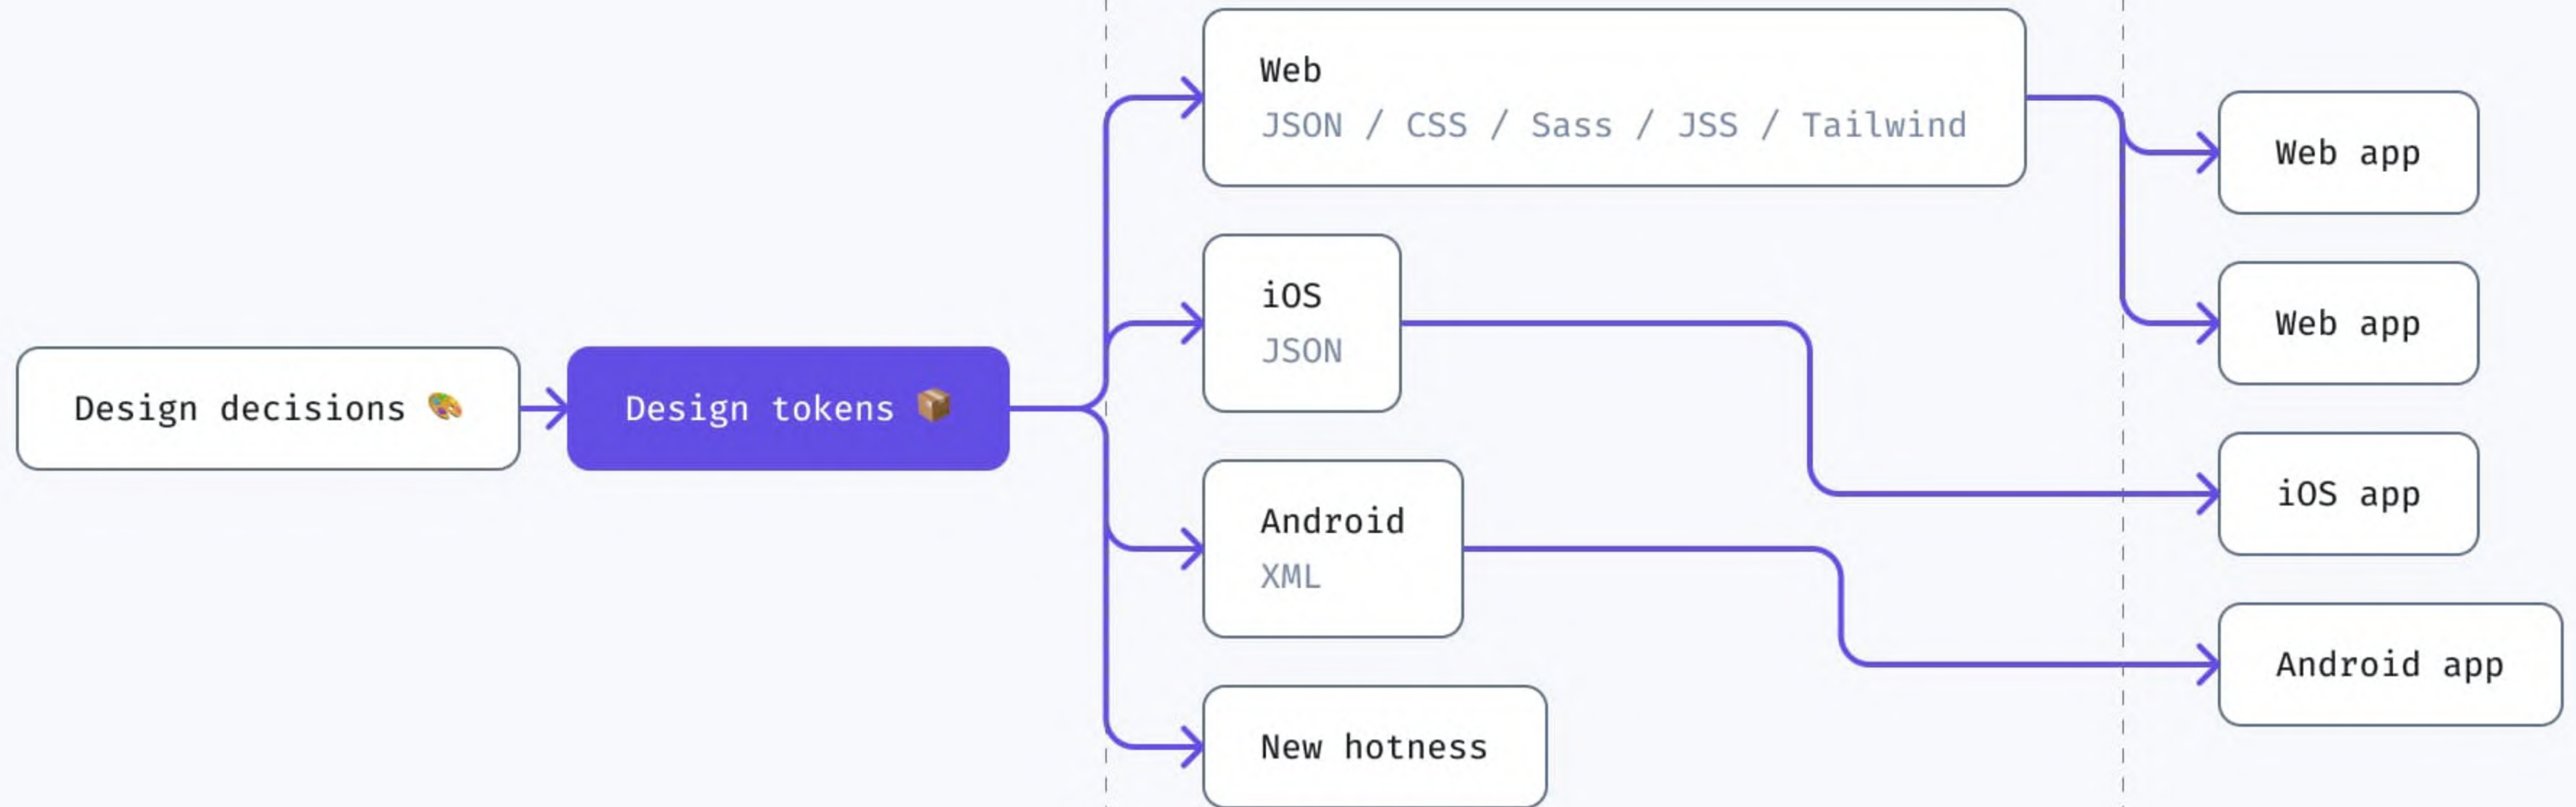 Design decisions 🎨
Design tokens 📦
Web
JSON / CSS / Sass / JSS / Tailwind
iOS
JSON
Android
XML
New hotness
Web app
Web app
iOS app
Android app